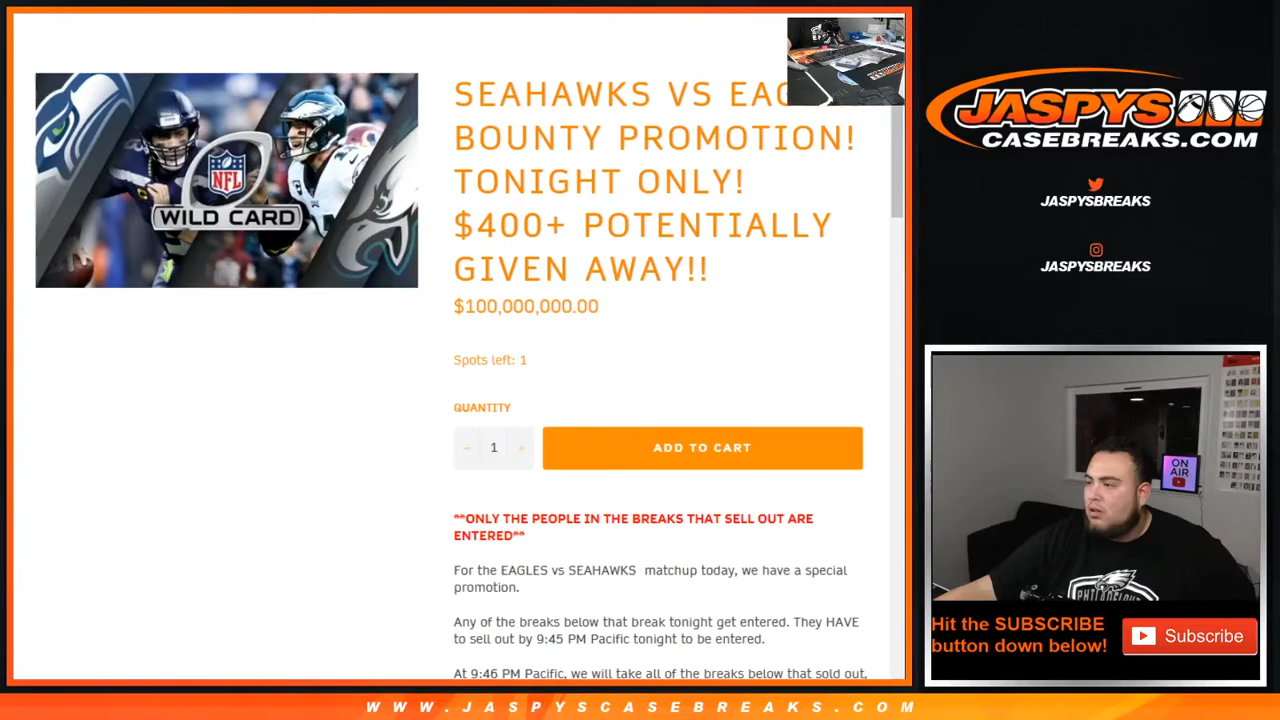 SEAHAWKS VS EAG
BOUNTY PROMOTION!
TONIGHT ONLY!
$400+ POTENTIALLY
GIVEN AWAY!!
$100,000,000.00
Spots left: 1
QUANTITY
− 1 +
ADD TO CART
**ONLY THE PEOPLE IN THE BREAKS THAT SELL OUT ARE
ENTERED**
For the EAGLES vs SEAHAWKS matchup today, we have a special
promotion.
Any of the breaks below that break tonight get entered. They HAVE
to sell out by 9:45 PM Pacific tonight to be entered.
At 9:46 PM Pacific, we will take all of the breaks below that sold out,
NFL
WILD CARD
JASPYS
CASEBREAKS.COM
JASPYSBREAKS
JASPYSBREAKS
ON
AIR
PHILADELPHI
Hit the SUBSCRIBE
button down below!
Subscribe
WWW.JASPYSCASEBREAKS.COM